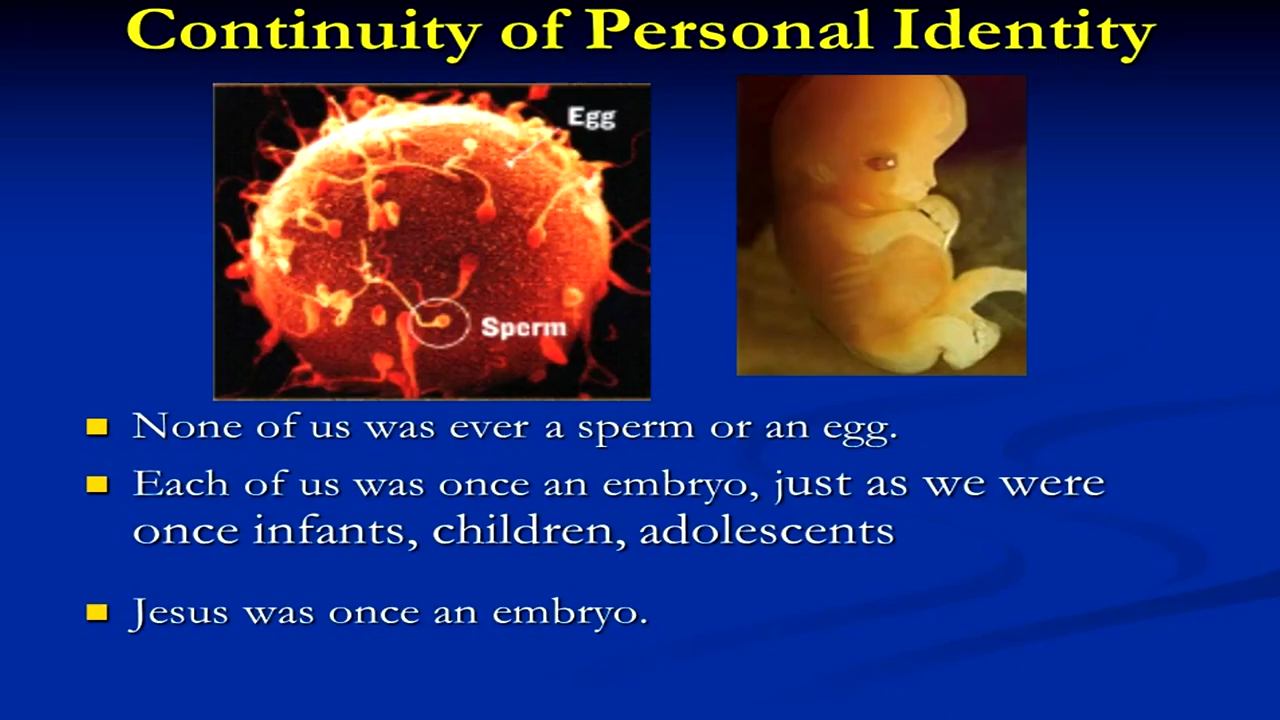 Continuity of Personal Identity
Egg
Sperm
None of us was ever a sperm or an egg.
Each of us was once an embryo, just as we were
once infants, children, adolescents
Jesus was once an embryo.